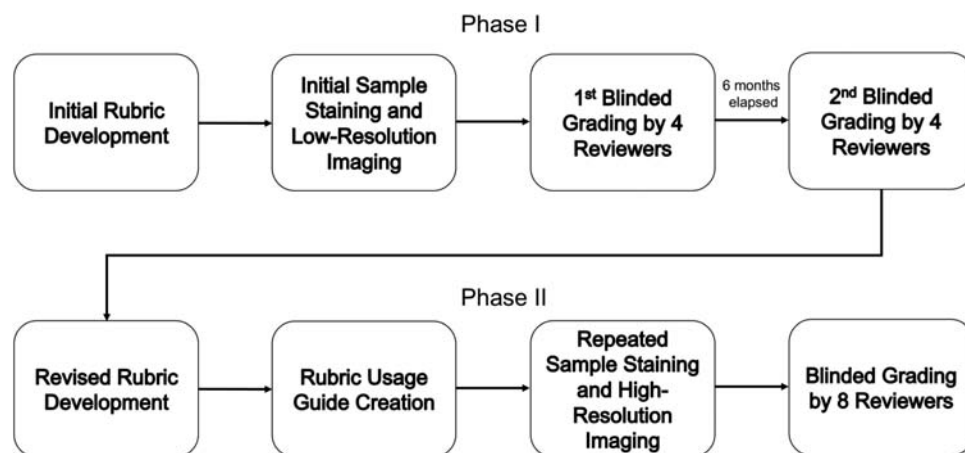 Phase I
Initial Rubric
Development
Initial Sample
Staining and
Low-Resolution
Imaging
1st Blinded
Grading by 4
Reviewers
6 months
elapsed
2nd Blinded
Grading by 4
Reviewers
Phase II
Revised Rubric
Development
Rubric Usage
Guide Creation
Repeated
Sample Staining
and High-
Resolution
Imaging
Blinded Grading
by 8 Reviewers